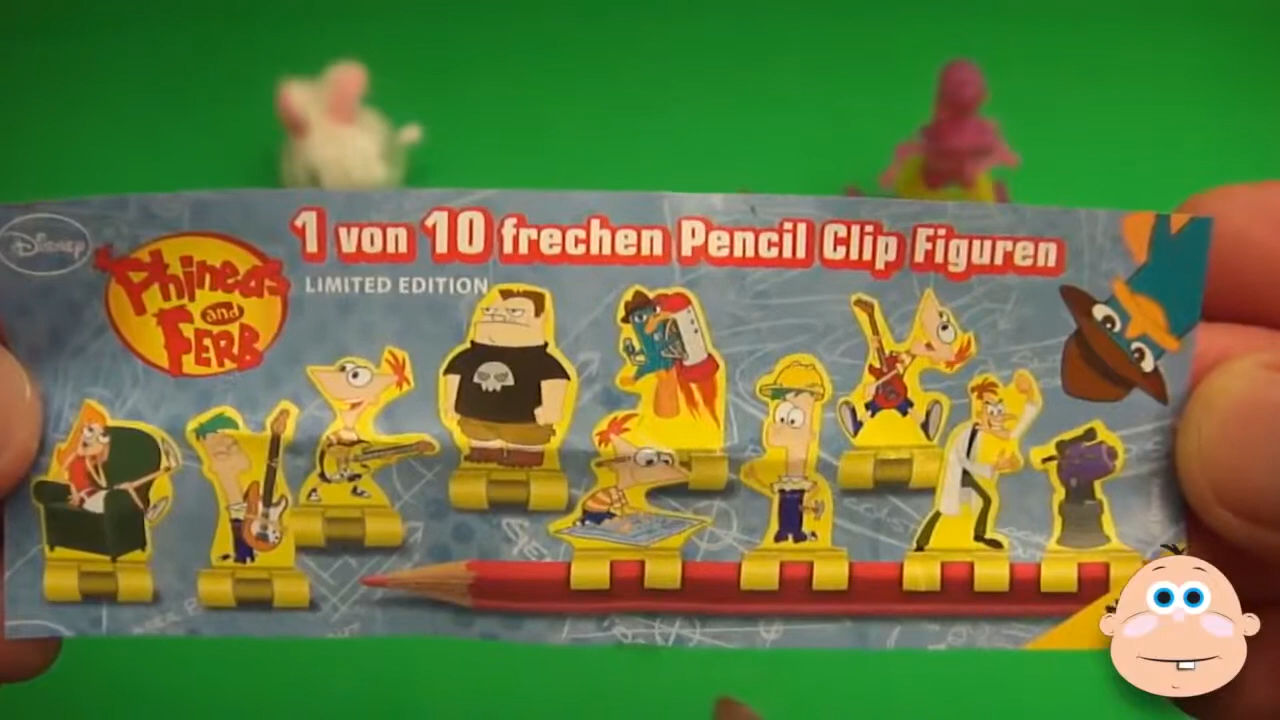 Disney
Phineas
and
FERB
1 von 10 frechen Pencil Clip Figuren
LIMITED EDITION